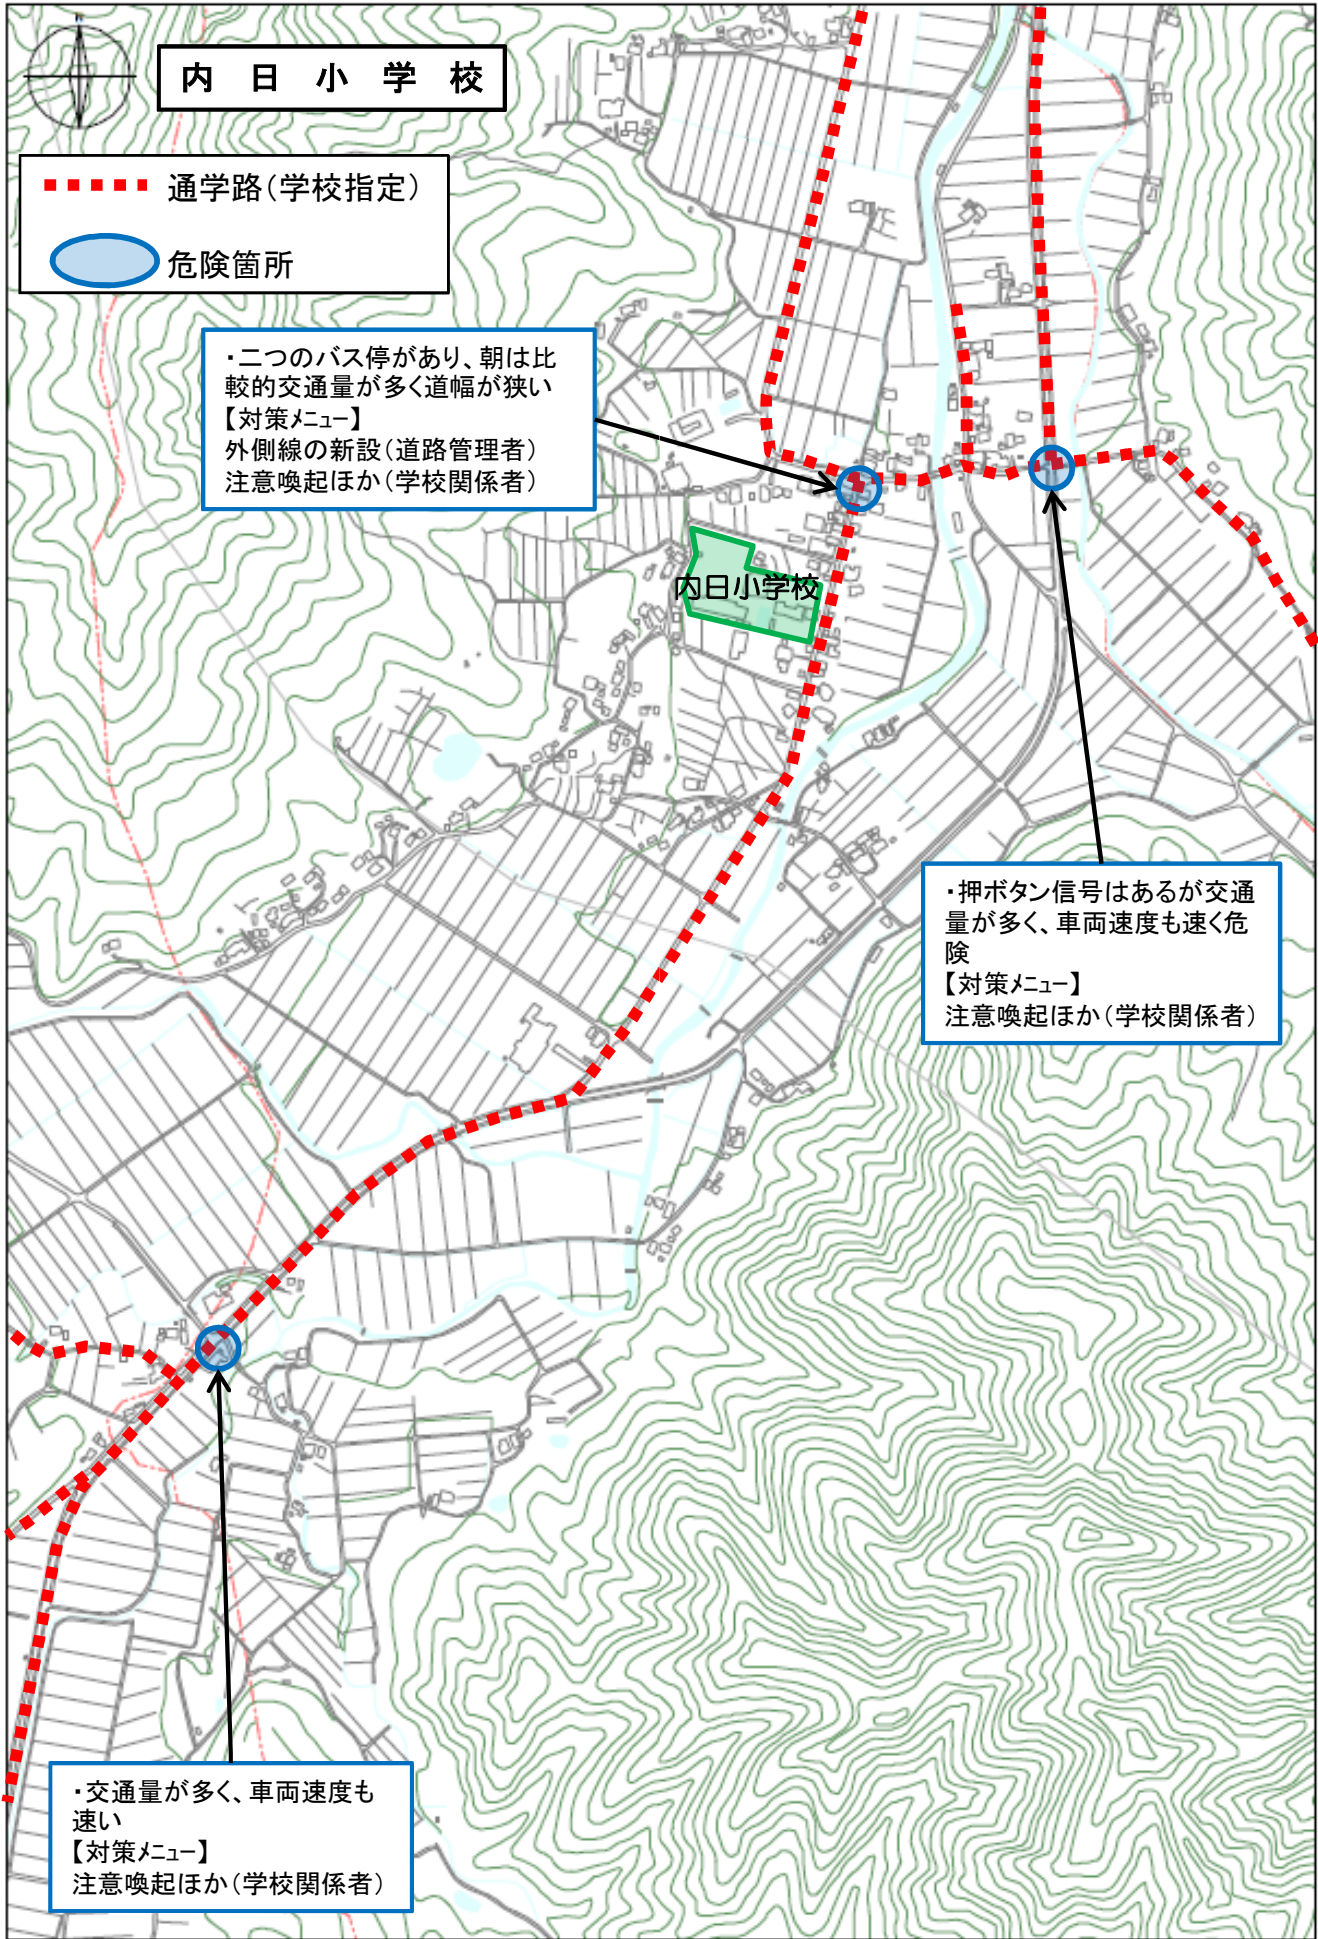 内日小学校
通学路(学校指定)
危険箇所
・二つのバス停があり、朝は比
較的交通量が多く道幅が狭い
【対策メニュー】
外側線の新設(道路管理者)
注意喚起ほか(学校関係者)
内日小学校
・押ボタン信号はあるが交通
量が多く、車両速度も速く危
険
【対策メニュー】
注意喚起ほか(学校関係者)
・交通量が多く、車両速度も
速い
【対策メニュー】
注意喚起ほか(学校関係者)